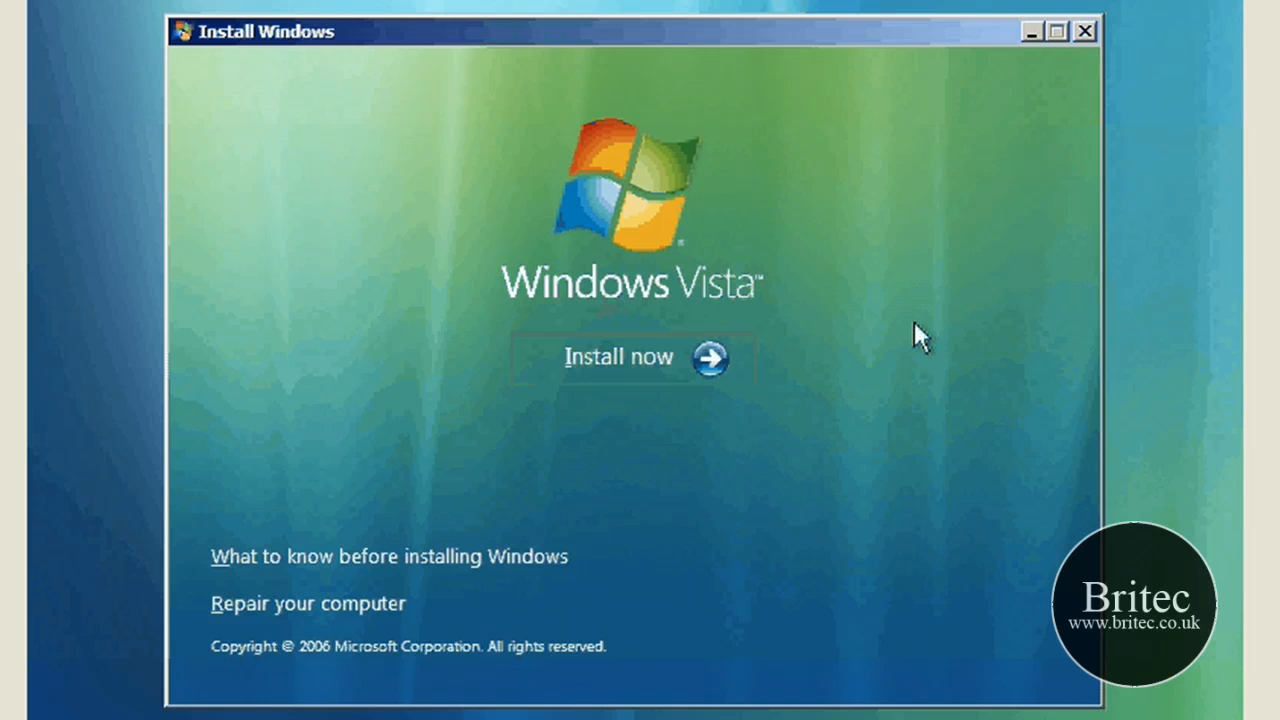 Install Windows
Windows Vista™
Install now
What to know before installing Windows
Repair your computer
Copyright © 2006 Microsoft Corporation. All rights reserved.
Britec
www.britec.co.uk